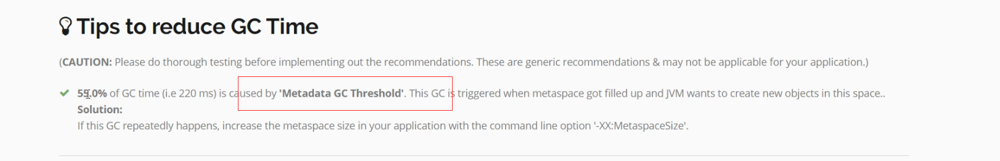 Tips to reduce GC Time
(CAUTION: Please do thorough testing before implementing out the recommendations. These are generic recommendations & may not be applicable for your application.)
55.0% of GC time (i.e 220 ms) is caused by 'Metadata GC Threshold'. This GC is triggered when metaspace got filled up and JVM wants to create new objects in this space..
Solution:
If this GC repeatedly happens, increase the metaspace size in your application with the command line option '-XX:MetaspaceSize'.